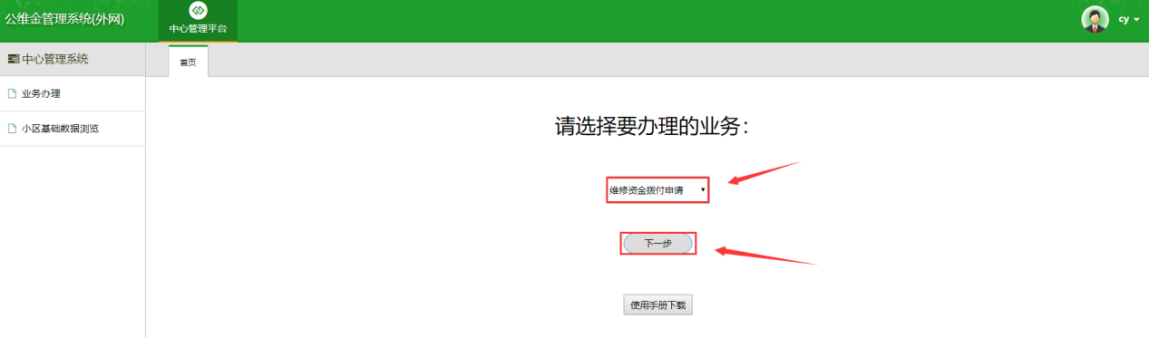 公维金管理系统(外网)
中心管理平台
cy
中心管理系统
首页
业务办理
小区基础数据浏览
请选择要办理的业务：
维修资金拨付申请
下一步
使用手册下载